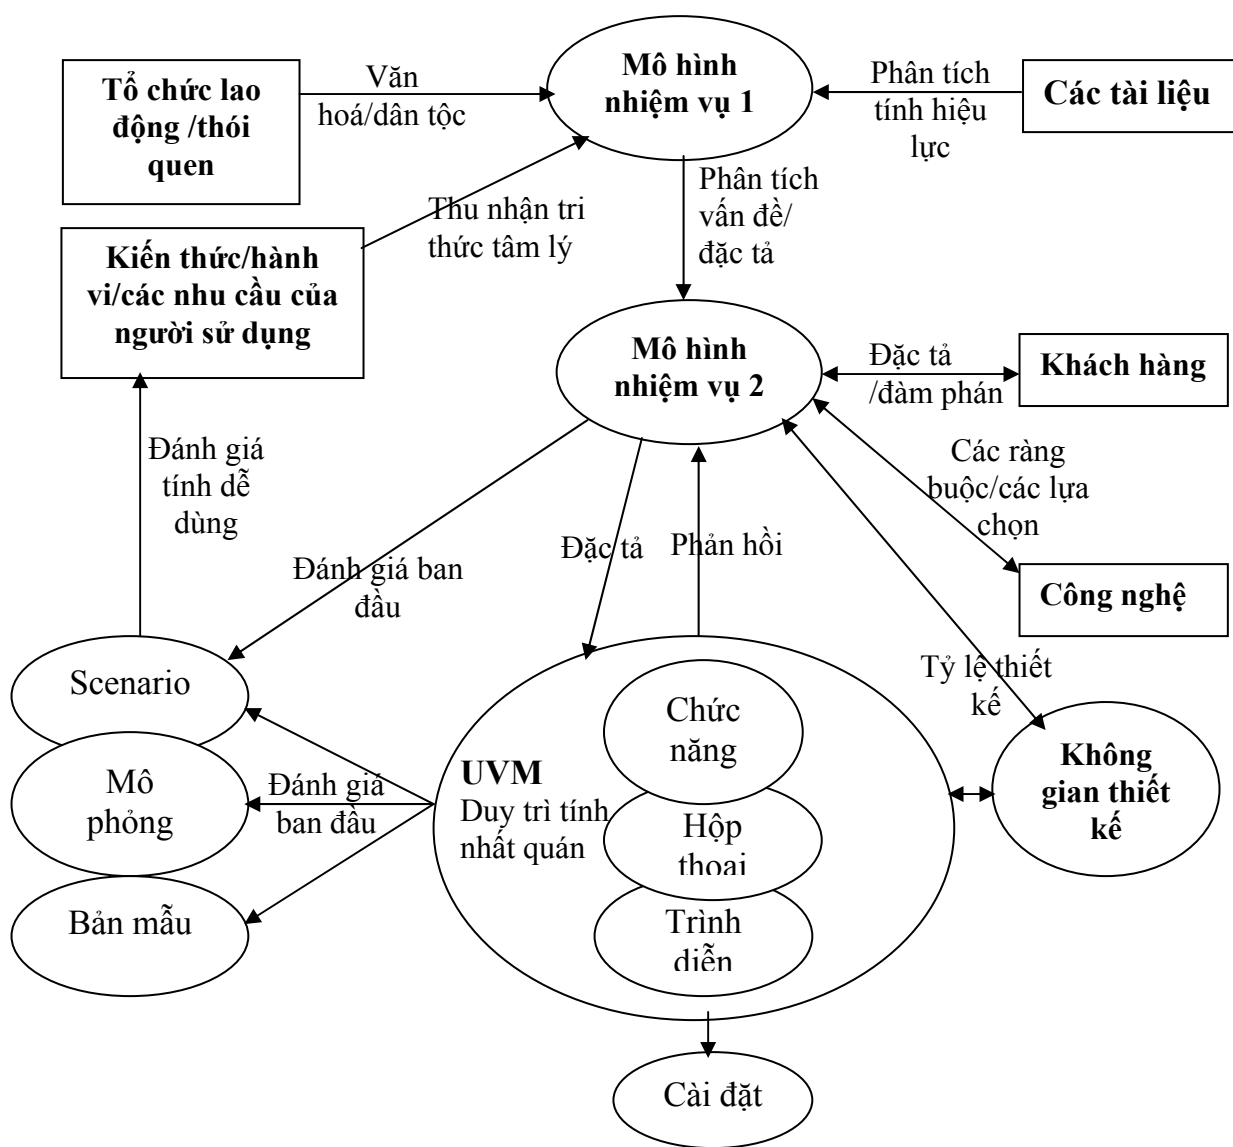 Tổ chức lao
động /thói
quen
Văn
hoá/dân tộc
Mô hình
nhiệm vụ 1
Phân tích
tính hiệu
lực
Các tài liệu
Thu nhận tri
thức tâm lý
Phân tích
vấn đề/
đặc tả
Kiến thức/hành
vi/các nhu cầu của
người sử dụng
Mô hình
nhiệm vụ 2
Đặc tả
/đàm phán
Khách hàng
Đánh giá
tính dễ
dùng
Các ràng
buộc/các lựa
chọn
Đánh giá ban
đầu
Đặc tả
Phản hồi
Công nghệ
Tỷ lệ thiết
kế
Scenario
Mô
phỏng
Bản mẫu
Đánh giá
ban đầu
UVM
Duy trì tính
nhất quán
Chức
năng
Hộp
thoại
Trình
diễn
Không
gian thiết
kế
Cài đặt